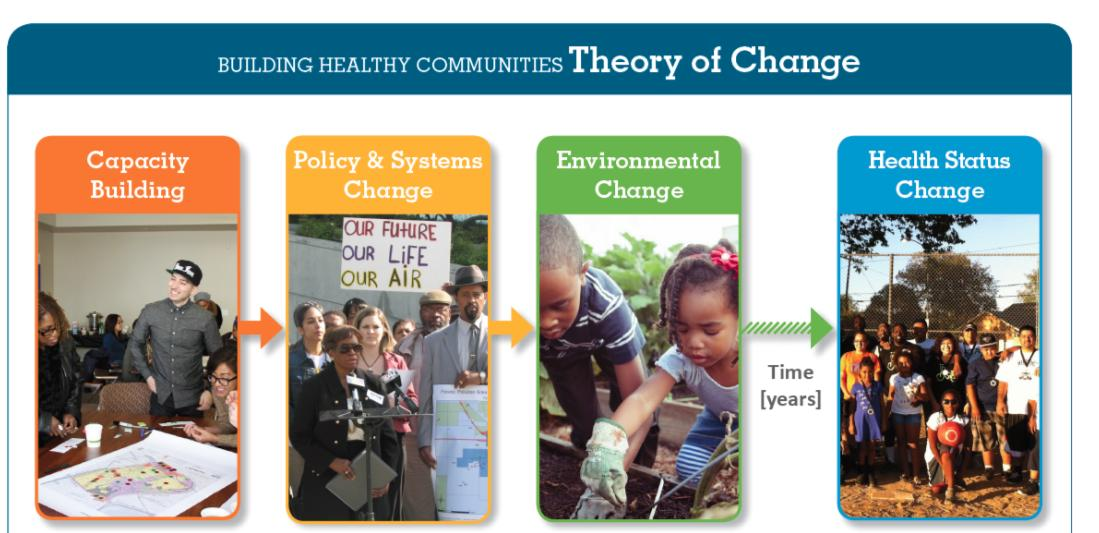 BUILDING HEALTHY COMMUNITIES Theory of Change
Capacity
Building
Policy & Systems
Change
Environmental
Change
Health Status
Change
OUR FUTURE
OUR LIFE
OUR AIR
Time
[years]